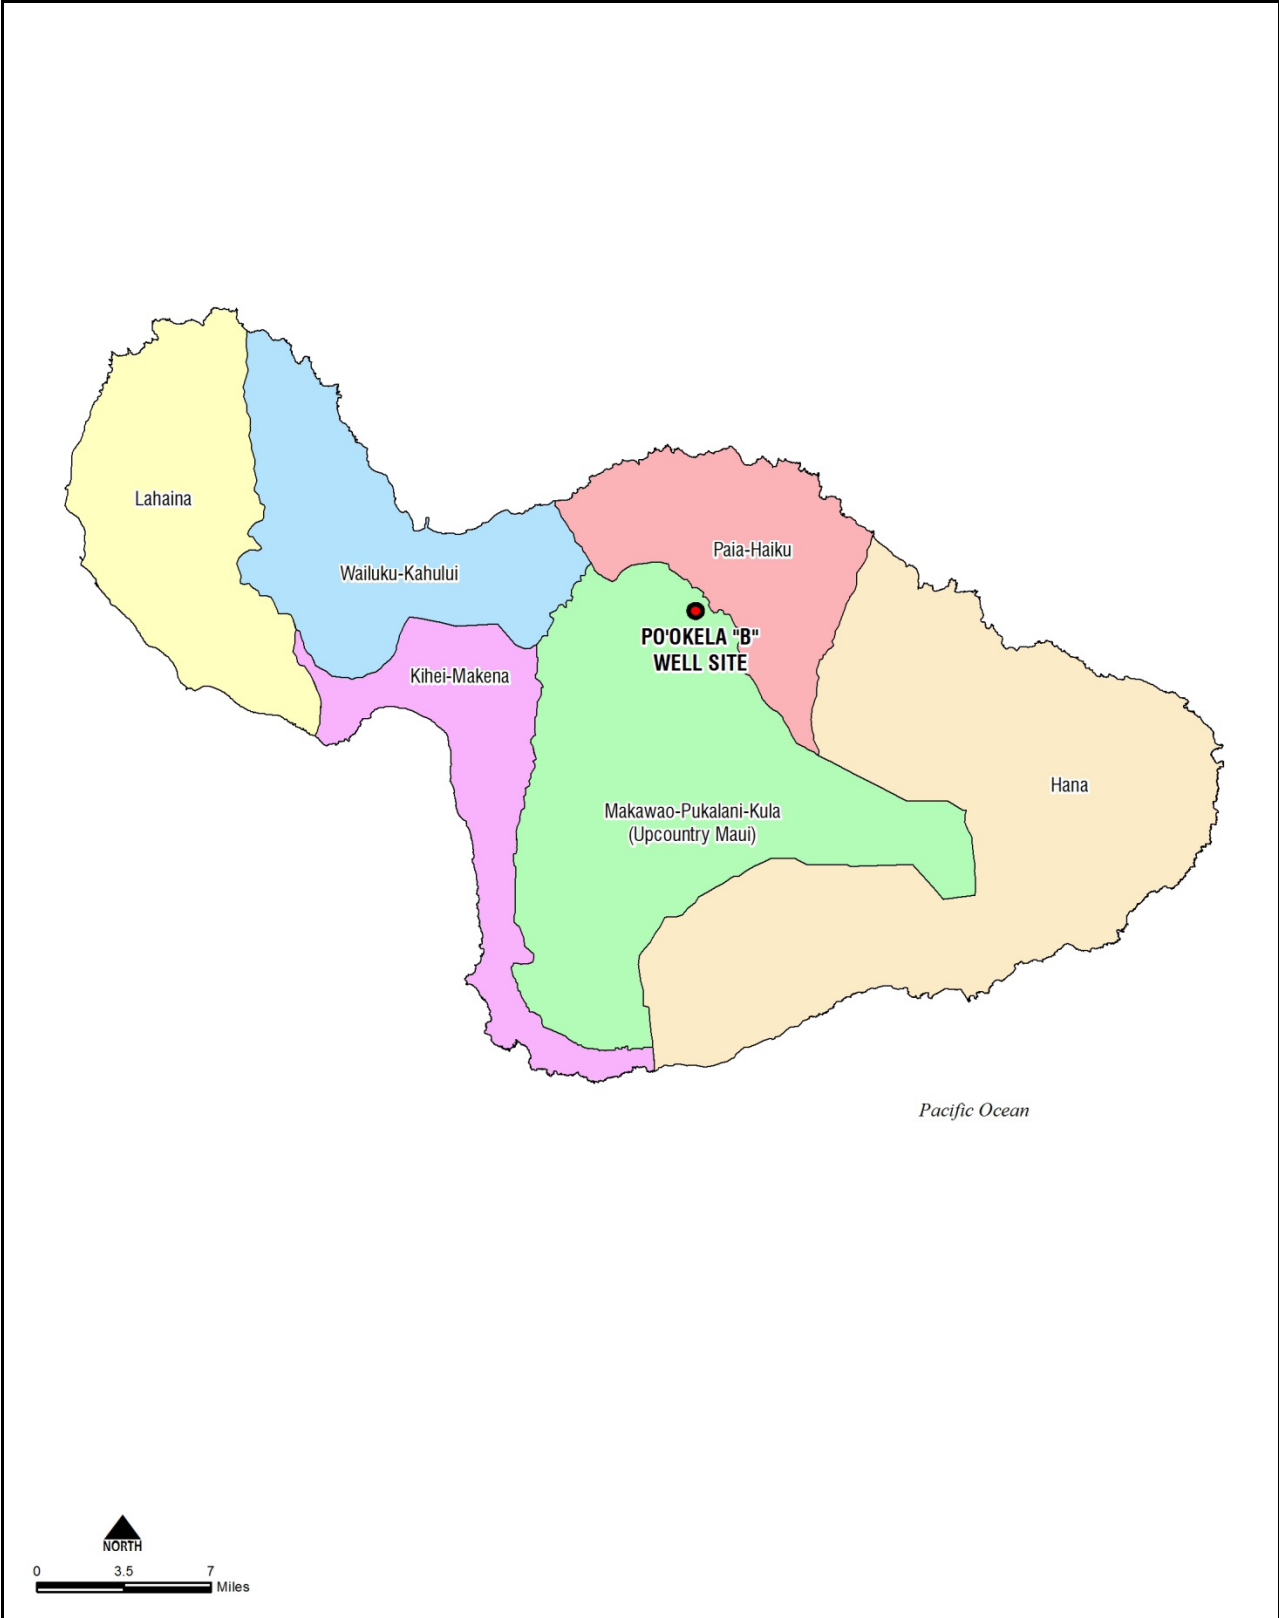 Lahaina
Paia-Haiku
Wailuku-Kahului
PO'OKELA "B"
WELL SITE
Kihei-Makena
Hana
Makawao-Pukalani-Kula
(Upcountry Maui)
Pacific Ocean
NORTH
0 3.5 7
Miles